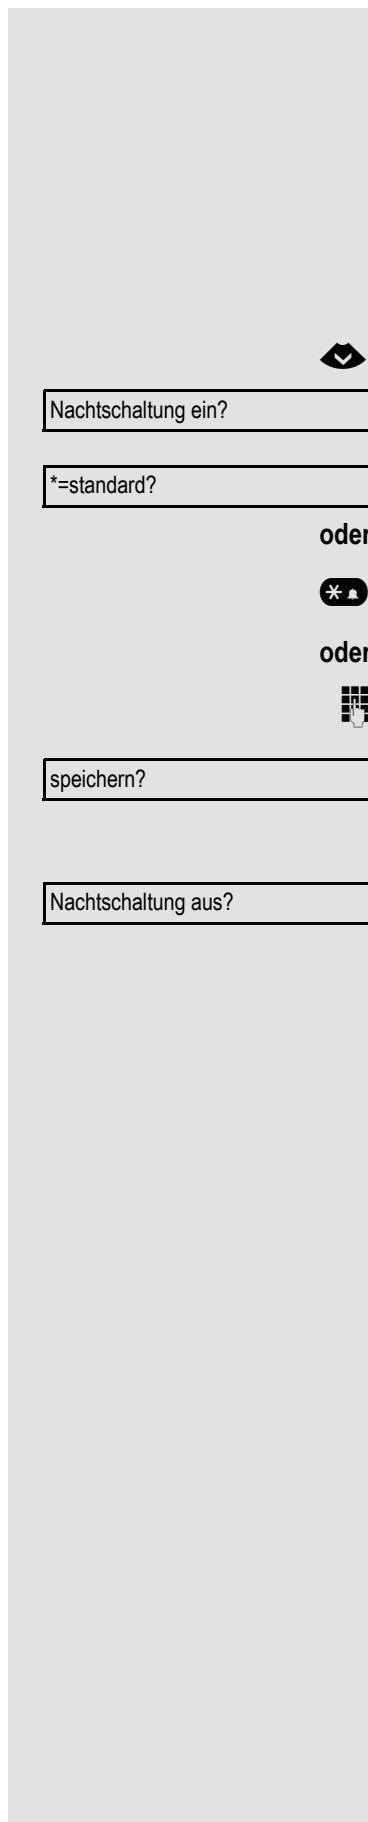 Nachtschaltung ein?
*=standard?
oder
oder
speichern?
Nachtschaltung aus?